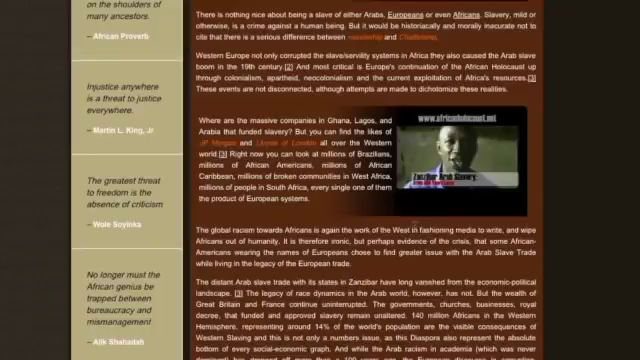 on the shoulders of
many ancestors.
– African Proverb
Injustice anywhere
is a threat to justice
everywhere.
– Martin L. King, Jr
The greatest threat
to freedom is the
absence of criticism
– Wole Soyinka
No longer must the
African genius be
trapped between
bureaucracy and
mismanagement
– Alik Shahadah
There is nothing nice about being a slave of either Arabs, Europeans or even Africans. Slavery, mild or
otherwise, is a crime against a human being. But it would be historically and morally inaccurate not to
cite that there is a serious difference between and
Western Europe not only corrupted the slave/servility systems in Africa they also caused the Arab slave
boom in the 19th century.[2] And most critical is Europe's continuation of the African Holocaust up
through colonialism, apartheid, neocolonialism and the current exploitation of Africa's resources.[3]
These events are not disconnected, although attempts are made to dichotomize these realities.
Where are the massive companies in Ghana, Lagos, and
Arabia that funded slavery? But you can find the likes of
JP Morgan and Lloyds of London all over the Western
world.[3] Right now you can look at millions of Brazilians,
millions of African Americans, millions of African
Caribbean, millions of broken communities in West Africa,
millions of people in South Africa, every single one of them
the product of European systems.
www.africanholocaust.net
Zanzibar Arab Slavery
The global racism towards Africans is again the work of the West in fashioning media to write, and wipe
Africans out of humanity. It is therefore ironic, but perhaps evidence of the crisis, that some African-
Americans wearing the names of Europeans chose to find greater issue with the Arab Slave Trade
while living in the legacy of the European trade.
The distant Arab slave trade with its states in Zanzibar have long vanished from the economic-political
landscape. [3] The legacy of race dynamics in the Arab world, however, has not. But the wealth of
Great Britain and France continue uninterrupted. The governments, churches, businesses, royal
decree, that funded and approved slavery remain unaltered. 140 million Africans in the Western
Hemisphere, representing around 14% of the world's population are the visible consequences of
Western Slaving and this is not only a numbers issue, as this Diaspora also represent the absolute
bottom of every social-economic graph. And while the Arab racism in academia (which was never